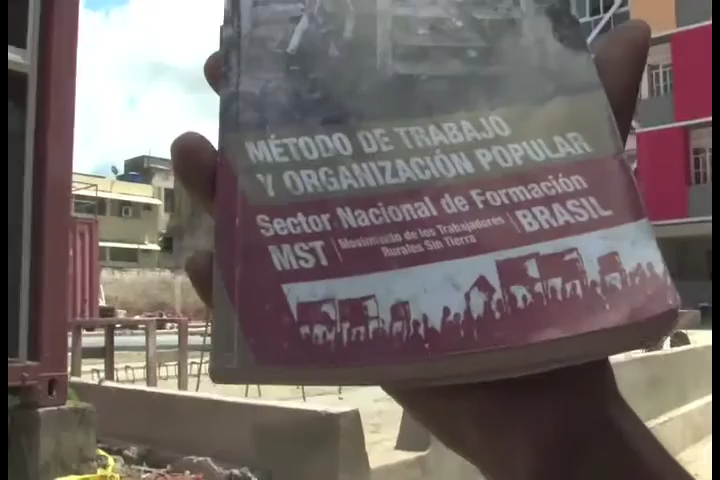 MÉTODO DE TRABAJO
Y ORGANIZACIÓN POPULAR
Sector Nacional de Formación
MST | Movimiento de los Trabajadores Rurales Sin Tierra | BRASIL